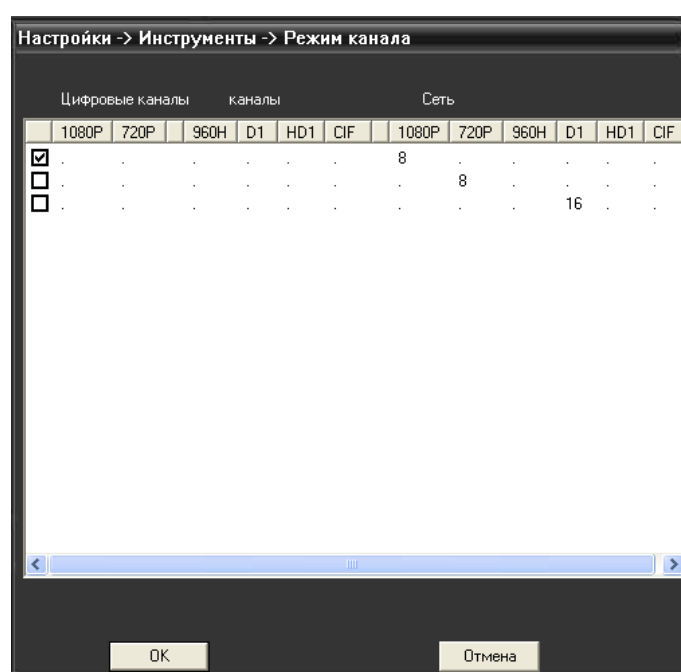 Настройки -> Инструменты -> Режим канала
Цифровые каналы каналы Сеть
1080P 720P 960H D1 HD1 CIF 1080P 720P 960H D1 HD1 CIF
. . . . . . 8 . . . . .
. . . . . . . 8 . . . .
. . . . . . . . . 16 . .
OK Отмена